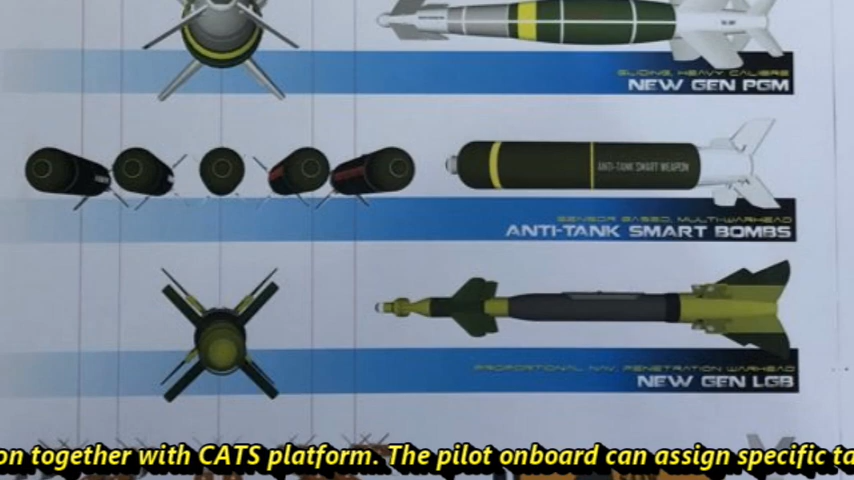 GLIDING, HEAVY CALIBRE
NEW GEN PGM
ANTI-TANK SMART WEAPON
SENSOR BASED, MULTI-WARHEAD
ANTI-TANK SMART BOMBS
PROPORTIONAL NAV, PENETRATION WARHEAD
NEW GEN LGB
on together with CATS platform. The pilot onboard can assign specific ta